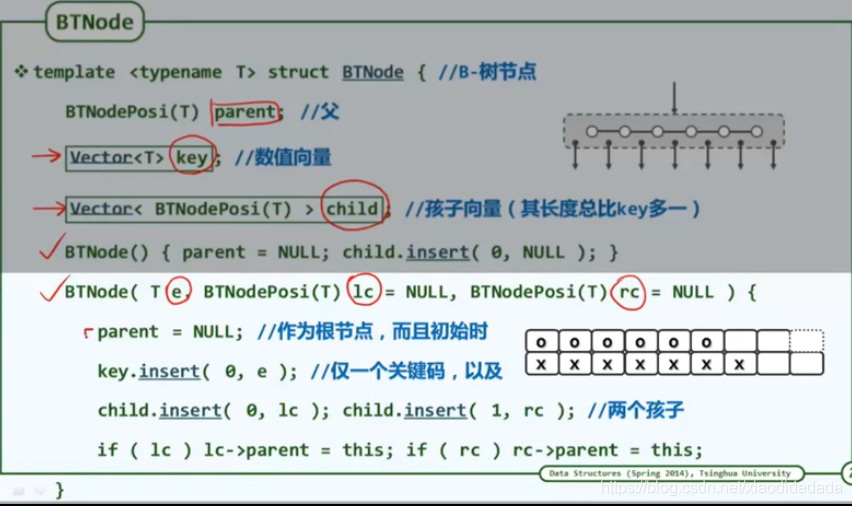 BTNode
❖ template <typename T> struct BTNode { //B-树节点
BTNodePosi(T) parent; //父
Vector<T> key; //数值向量
Vector< BTNodePosi(T) > child; //孩子向量（其长度总比key多一）
BTNode() { parent = NULL; child.insert( 0, NULL ); }
BTNode( T e, BTNodePosi(T) lc = NULL, BTNodePosi(T) rc = NULL ) {
parent = NULL; //作为根节点，而且初始时
o o o o o o
key.insert( 0, e ); //仅一个关键码，以及
x x x x x x x
child.insert( 0, lc ); child.insert( 1, rc ); //两个孩子
if ( lc ) lc->parent = this; if ( rc ) rc->parent = this;
Data Structures (Spring 2014), Tsinghua University
}
https://blog.csdn.net/xiaodidadada